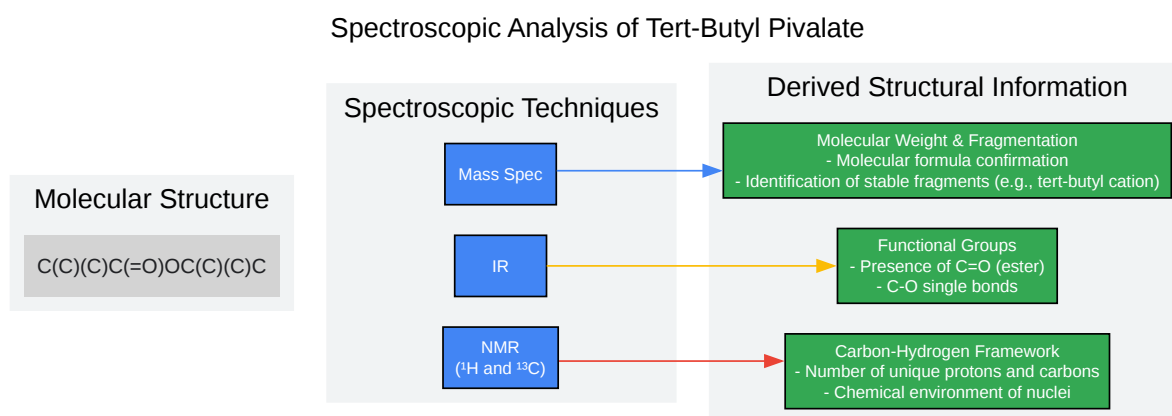 Spectroscopic Analysis of Tert-Butyl Pivalate
Molecular Structure
C(C)(C)C(=O)OC(C)(C)C
Spectroscopic Techniques
Mass Spec
IR
NMR
(¹H and ¹³C)
Derived Structural Information
Molecular Weight & Fragmentation
- Molecular formula confirmation
- Identification of stable fragments (e.g., tert-butyl cation)
Functional Groups
- Presence of C=O (ester)
- C-O single bonds
Carbon-Hydrogen Framework
- Number of unique protons and carbons
- Chemical environment of nuclei